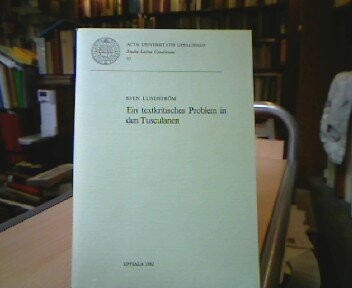 ACTA UNIVERSITATIS UPSALIENSIS
Studia Latina Upsaliensia
SVEN LUNDSTRÖM
Ein textkritisches Problem in
den Tusculanen
UPPSALA 1982